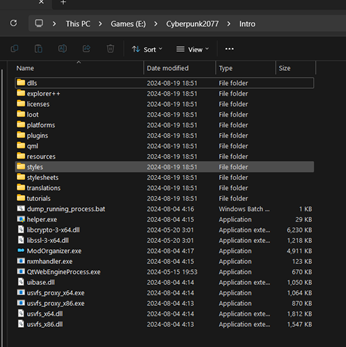 This PC > Games (E:) > Cyberpunk2077 > Intro
Sort View ...
Name Date modified Type Size
dlls 2024-08-19 18:51 File folder
explorer++ 2024-08-19 18:51 File folder
licenses 2024-08-19 18:51 File folder
loot 2024-08-19 18:51 File folder
platforms 2024-08-19 18:51 File folder
plugins 2024-08-19 18:51 File folder
qml 2024-08-19 18:51 File folder
resources 2024-08-19 18:51 File folder
styles 2024-08-19 18:51 File folder
stylesheets 2024-08-19 18:51 File folder
translations 2024-08-19 18:51 File folder
tutorials 2024-08-19 18:51 File folder
dump_running_process.bat 2024-08-04 4:16 Windows Batch ... 1 KB
helper.exe 2024-08-04 4:15 Application 29 KB
libcrypto-3-x64.dll 2024-05-20 3:01 Application exte... 6,230 KB
libssl-3-x64.dll 2024-05-20 3:01 Application exte... 1,218 KB
ModOrganizer.exe 2024-08-04 4:17 Application 4,911 KB
nxmhandler.exe 2024-08-04 4:15 Application 123 KB
QtWebEngineProcess.exe 2024-05-15 19:53 Application 670 KB
uibase.dll 2024-08-04 4:14 Application exte... 1,050 KB
usvfs_proxy_x64.exe 2024-08-04 4:14 Application 1,064 KB
usvfs_proxy_x86.exe 2024-08-04 4:13 Application 870 KB
usvfs_x64.dll 2024-08-04 4:14 Application exte... 1,812 KB
usvfs_x86.dll 2024-08-04 4:13 Application exte... 1,547 KB